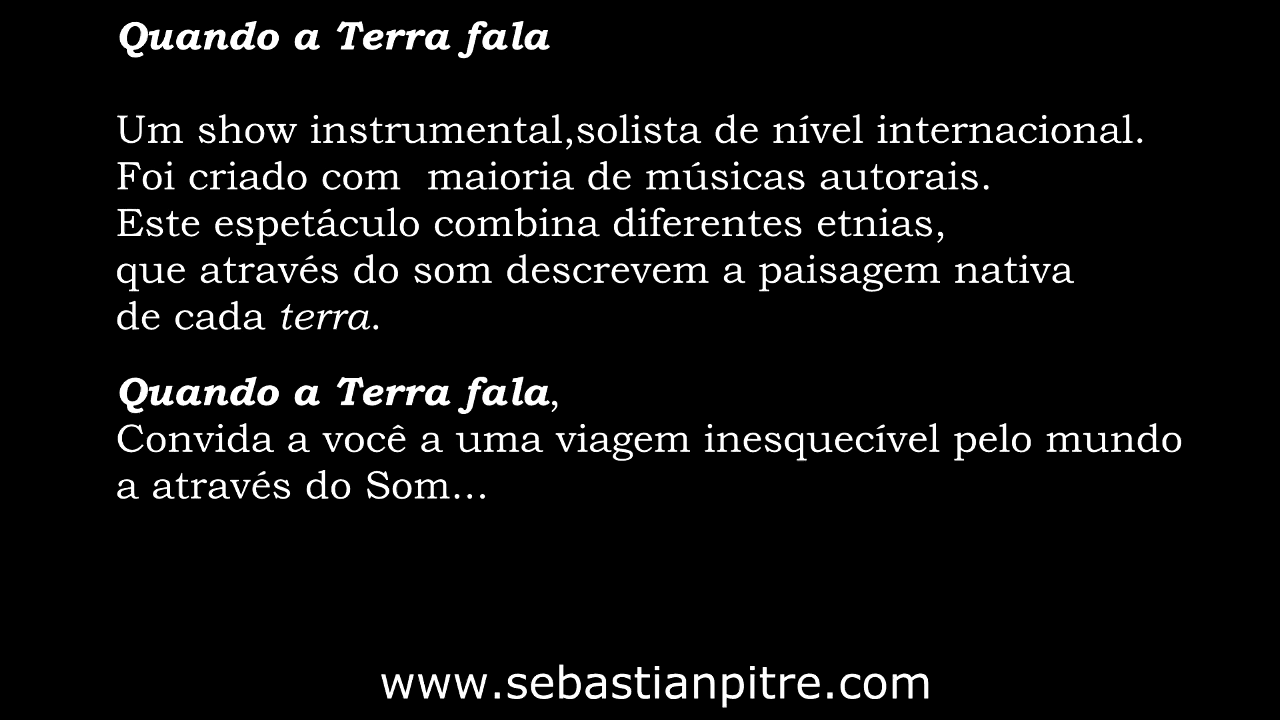 Quando a Terra fala
Um show instrumental,solista de nível internacional.
Foi criado com  maioria de músicas autorais.
Este espetáculo combina diferentes etnias,
que através do som descrevem a paisagem nativa
de cada terra.
Quando a Terra fala,
Convida a você a uma viagem inesquecível pelo mundo
a através do Som...
www.sebastianpitre.com